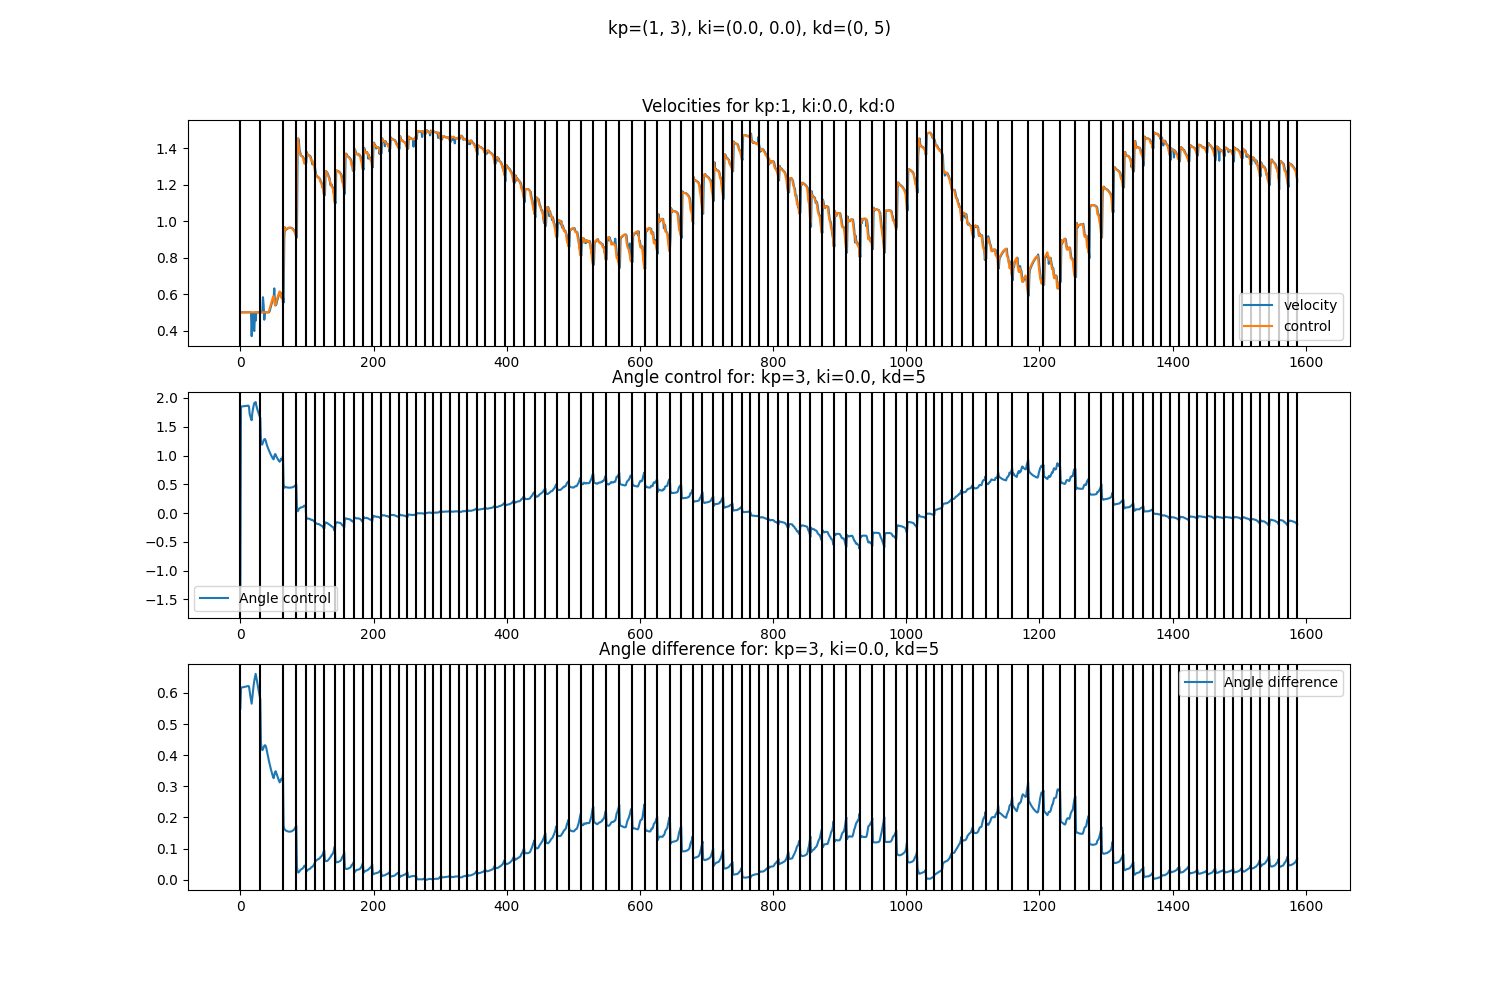 kp=(1, 3), ki=(0.0, 0.0), kd=(0, 5)
Velocities for kp:1, ki:0.0, kd:0
1.4
1.2
1.0
0.8
0.6
0.4
velocity
control
0 200 400 600 800 1000 1200 1400 1600
Angle control for: kp=3, ki=0.0, kd=5
2.0
1.5
1.0
0.5
0.0
−0.5
−1.0
−1.5
Angle control
0 200 400 600 800 1000 1200 1400 1600
Angle difference for: kp=3, ki=0.0, kd=5
Angle difference
0.6
0.5
0.4
0.3
0.2
0.1
0.0
0 200 400 600 800 1000 1200 1400 1600